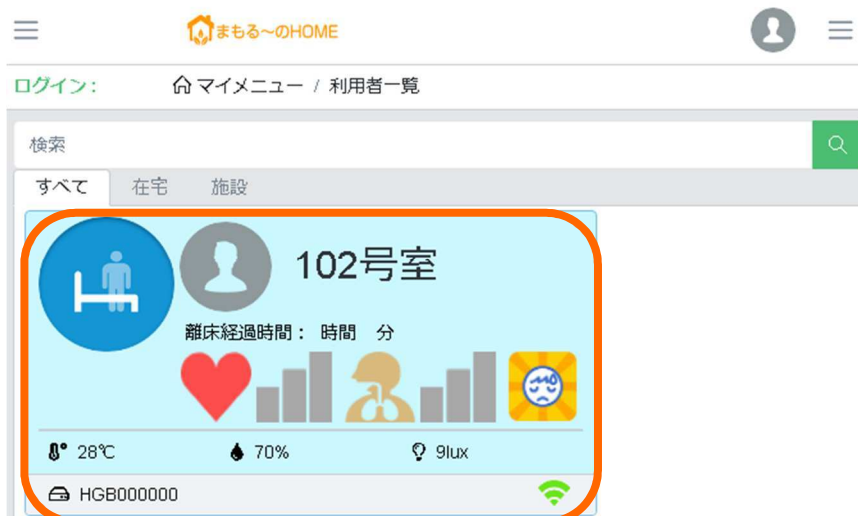 まもる～のHOME
ログイン： マイメニュー / 利用者一覧
検索
すべて 在宅 施設
102号室
離床経過時間： 時間 分
28℃ 70% 9lux
HGB000000